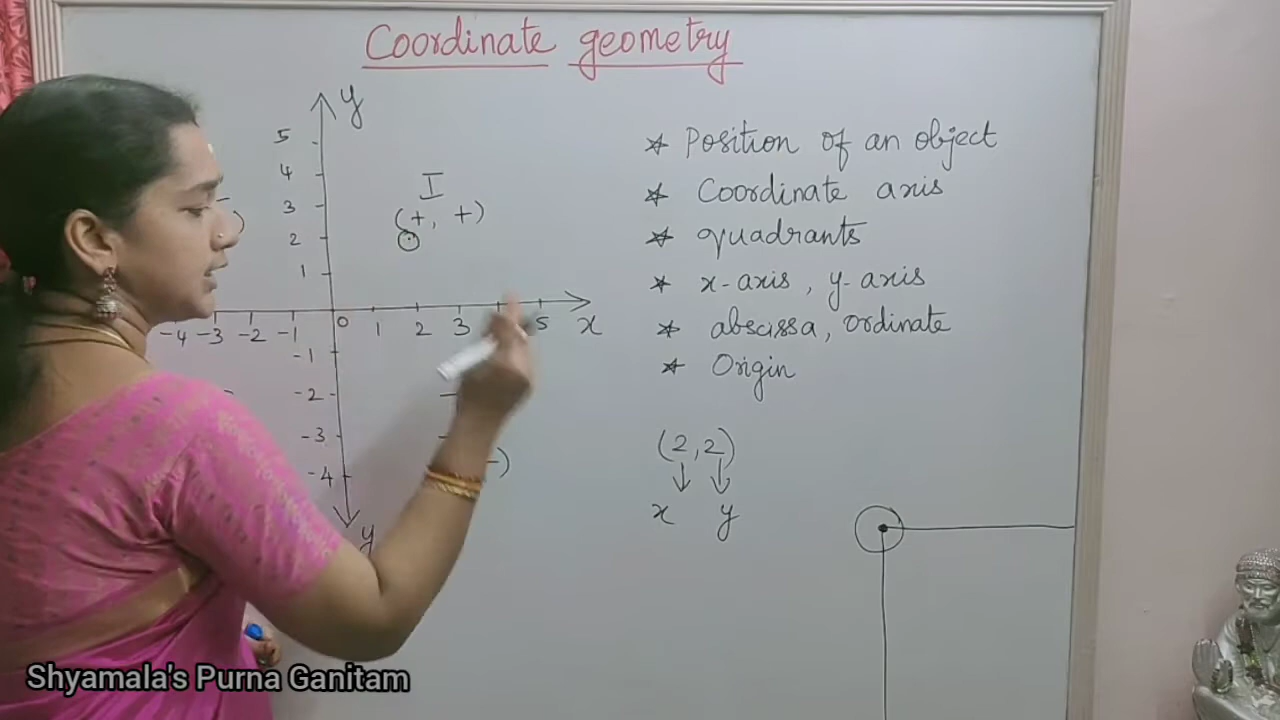 Coordinate geometry
y
5
4
3
2
1
I
(+, +)
)
-4 -3 -2 -1 0 1 2 3 5 x
-1
-2
-3
-4
-)
y
* Position of an object
* Coordinate axis
* quadrants
* x-axis, y-axis
* abscissa, ordinate
* Origin
(2,2)
↓ ↓
x y
Shyamala's Purna Ganitam